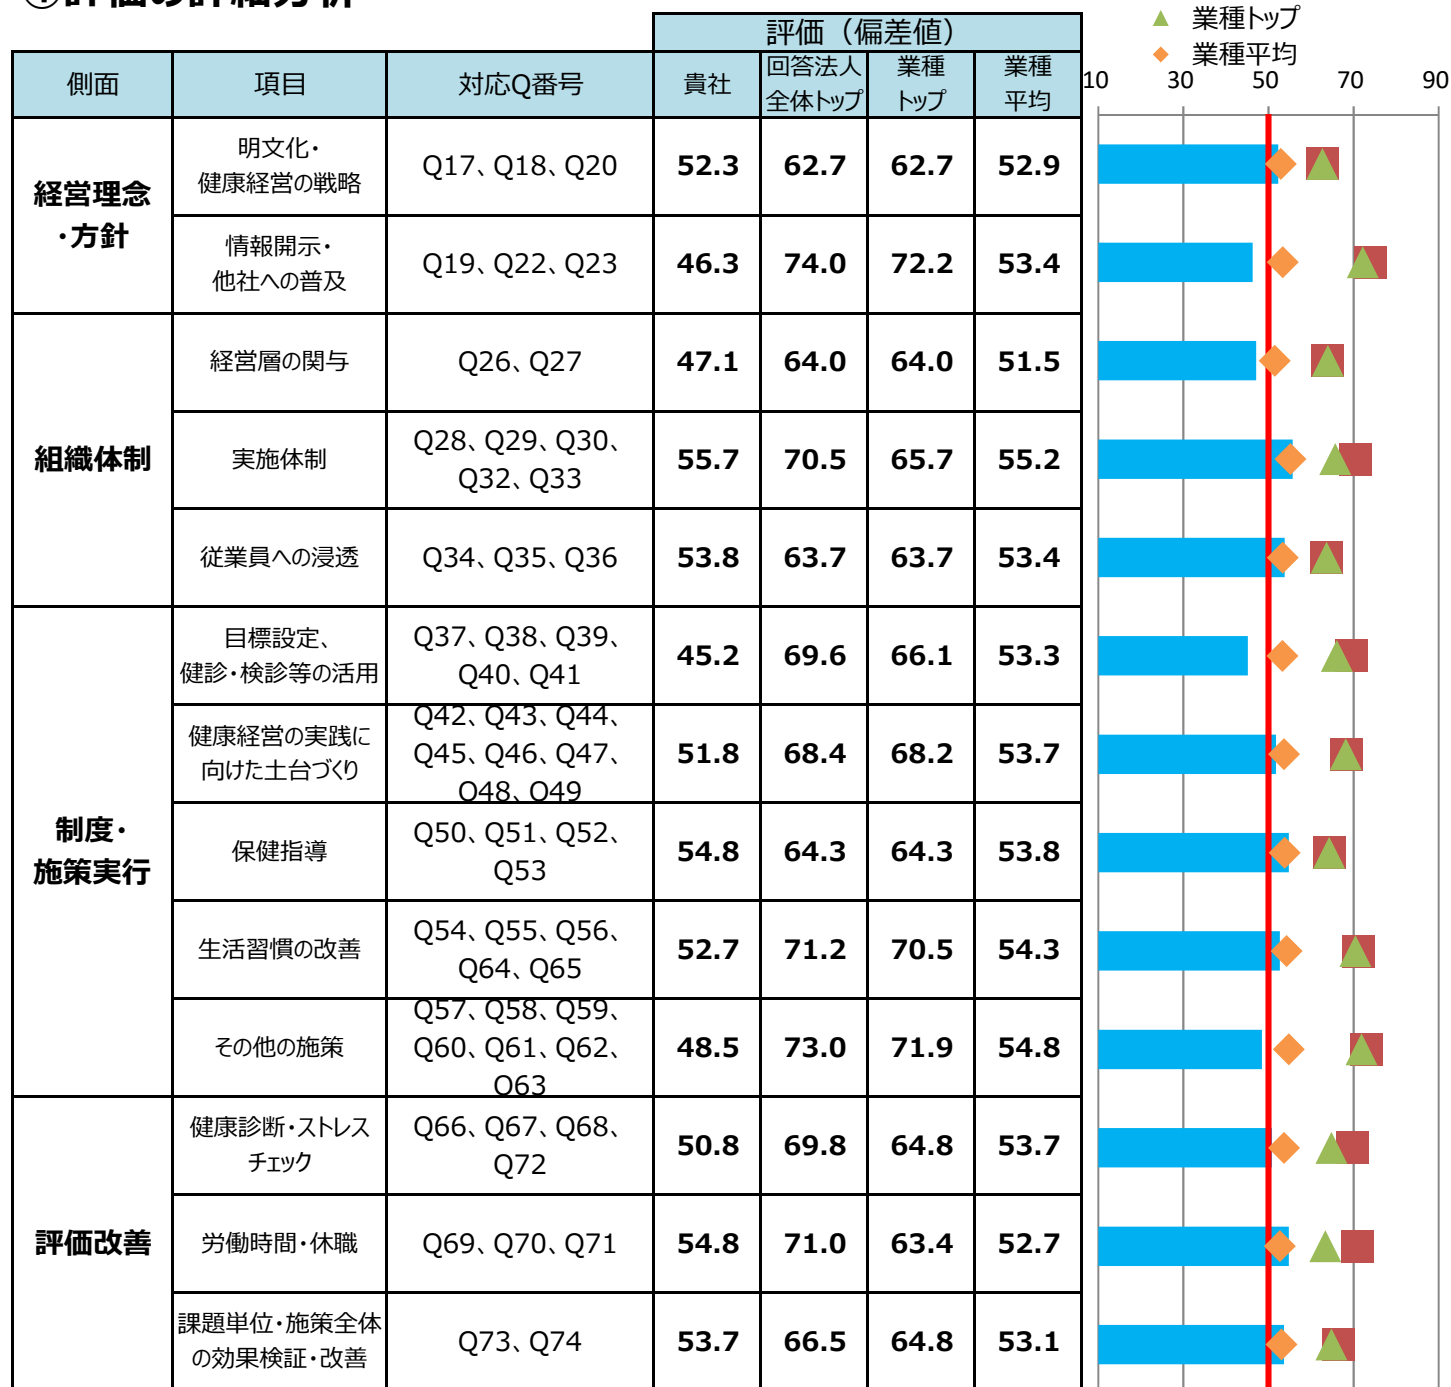 ①評価の詳細分析
▲ 業種トップ
◆ 業種平均
評価（偏差値）
側面 項目 対応Q番号 貴社 回答法人全体トップ 業種トップ 業種平均
10 30 50 70 90
経営理念・方針
明文化・健康経営の戦略 Q17、Q18、Q20 52.3 62.7 62.7 52.9
情報開示・他社への普及 Q19、Q22、Q23 46.3 74.0 72.2 53.4
組織体制
経営層の関与 Q26、Q27 47.1 64.0 64.0 51.5
実施体制 Q28、Q29、Q30、Q32、Q33 55.7 70.5 65.7 55.2
従業員への浸透 Q34、Q35、Q36 53.8 63.7 63.7 53.4
制度・施策実行
目標設定、健診・検診等の活用 Q37、Q38、Q39、Q40、Q41 45.2 69.6 66.1 53.3
健康経営の実践に向けた土台づくり Q42、Q43、Q44、Q45、Q46、Q47、Q48、Q49 51.8 68.4 68.2 53.7
保健指導 Q50、Q51、Q52、Q53 54.8 64.3 64.3 53.8
生活習慣の改善 Q54、Q55、Q56、Q64、Q65 52.7 71.2 70.5 54.3
その他の施策 Q57、Q58、Q59、Q60、Q61、Q62、Q63 48.5 73.0 71.9 54.8
評価改善
健康診断・ストレスチェック Q66、Q67、Q68、Q72 50.8 69.8 64.8 53.7
労働時間・休職 Q69、Q70、Q71 54.8 71.0 63.4 52.7
課題単位・施策全体の効果検証・改善 Q73、Q74 53.7 66.5 64.8 53.1